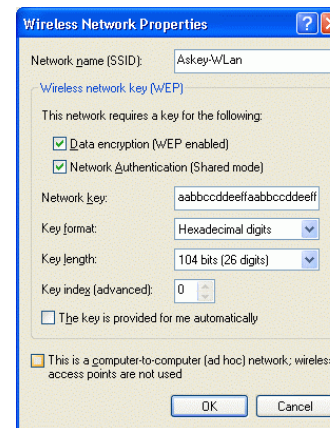 Wireless Network Properties
Network name (SSID): Askey-WLan
Wireless network key (WEP)
This network requires a key for the following:
Data encryption (WEP enabled)
Network Authentication (Shared mode)
Network key: aabbccddeeffaabbccddeeff
Key format: Hexadecimal digits
Key length: 104 bits (26 digits)
Key index (advanced): 0
The key is provided for me automatically
This is a computer-to-computer (ad hoc) network; wireless
access points are not used
OK Cancel